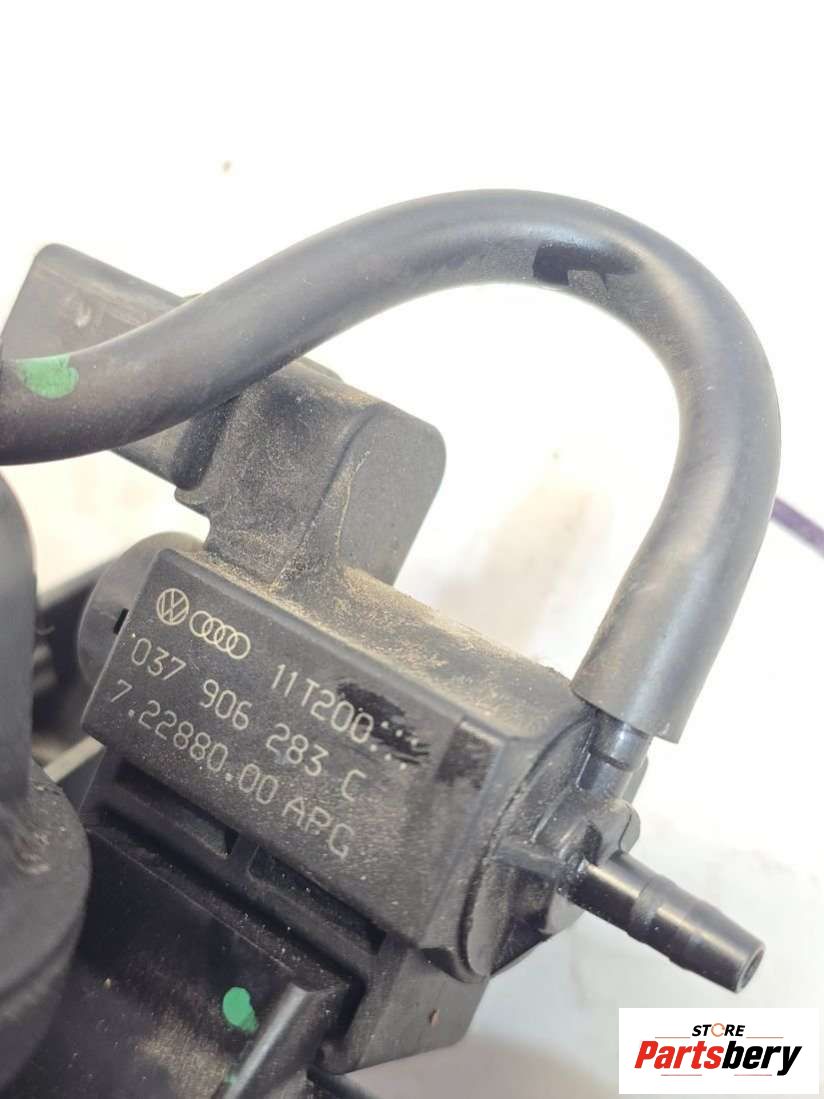 11T200
037 906 283 C
7.22880.00 APG
STORE
Partsbery